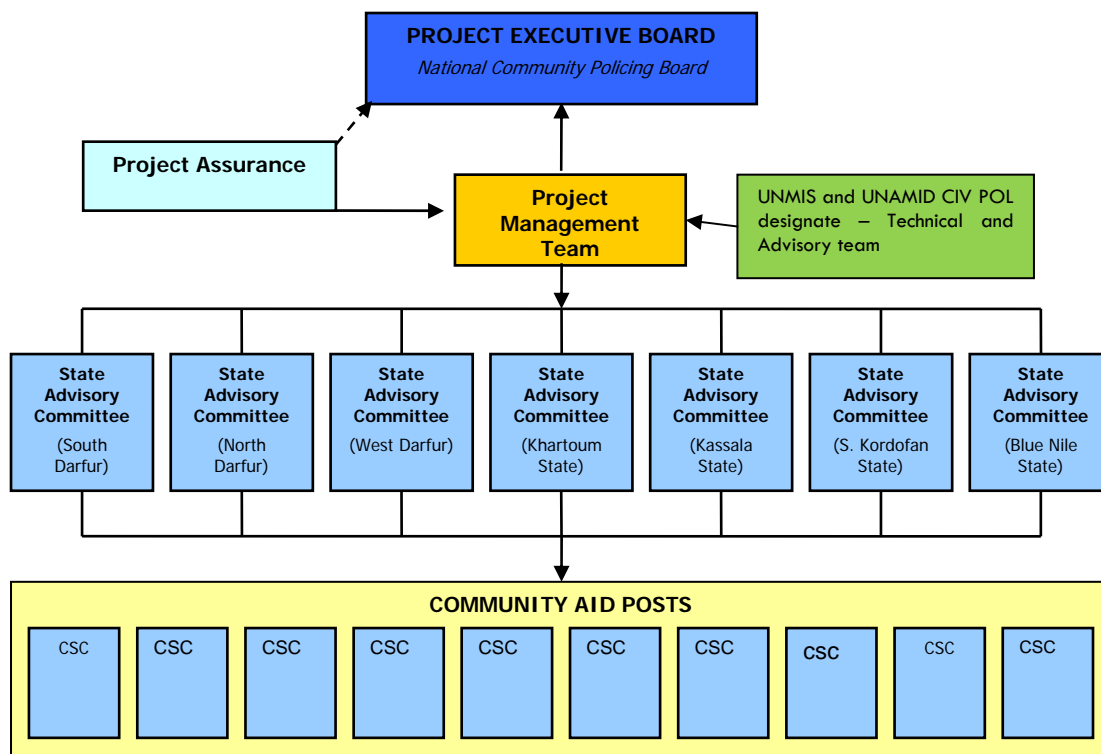 PROJECT EXECUTIVE BOARD
National Community Policing Board
Project Assurance
Project
Management
Team
UNMIS and UNAMID CIV POL
designate – Technical and
Advisory team
State
Advisory
Committee
(South
Darfur)
State
Advisory
Committee
(North
Darfur)
State
Advisory
Committee
(West Darfur)
State
Advisory
Committee
(Khartoum
State)
State
Advisory
Committee
(Kassala
State)
State
Advisory
Committee
(S. Kordofan
State)
State
Advisory
Committee
(Blue Nile
State)
COMMUNITY AID POSTS
CSC
CSC
CSC
CSC
CSC
CSC
CSC
CSC
CSC
CSC